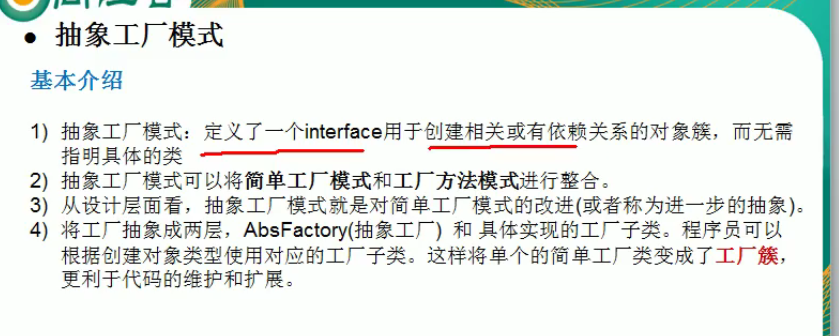 ● 抽象工厂模式
基本介绍
1) 抽象工厂模式：定义了一个interface用于创建相关或有依赖关系的对象簇，而无需
指明具体的类
2) 抽象工厂模式可以将简单工厂模式和工厂方法模式进行整合。
3) 从设计层面看，抽象工厂模式就是对简单工厂模式的改进(或者称为进一步的抽象)。
4) 将工厂抽象成两层，AbsFactory(抽象工厂) 和 具体实现的工厂子类。程序员可以
根据创建对象类型使用对应的工厂子类。这样将单个的简单工厂类变成了工厂簇，
更利于代码的维护和扩展。